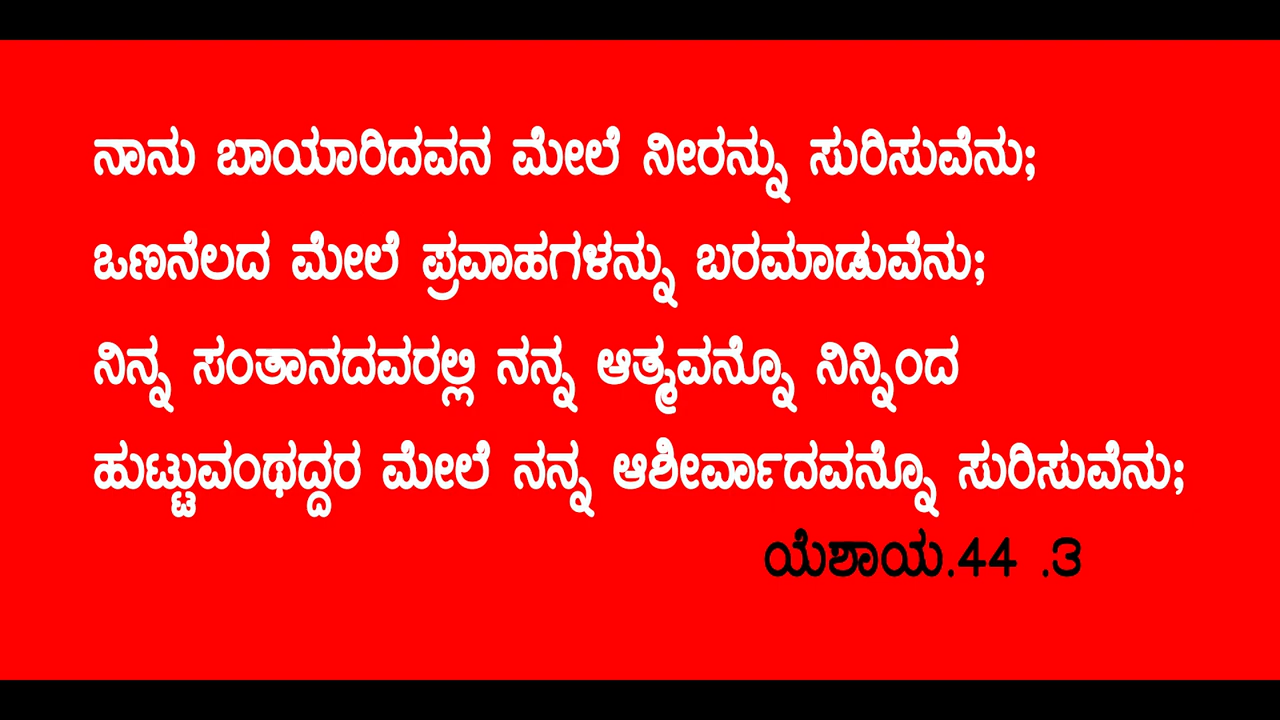 ನಾನು ಬಾಯಾರಿದವನ ಮೇಲೆ ನೀರನ್ನು ಸುರಿಸುವೆನು;
ಒಣನೆಲದ ಮೇಲೆ ಪ್ರವಾಹಗಳನ್ನು ಬರಮಾಡುವೆನು;
ನಿನ್ನ ಸಂತಾನದವರಲ್ಲಿ ನನ್ನ ಆತ್ಮವನ್ನೊ ನಿನ್ನಿಂದ
ಹುಟ್ಟುವಂಥದ್ದರ ಮೇಲೆ ನನ್ನ ಆಶೀರ್ವಾದವನ್ನೊ ಸುರಿಸುವೆನು;
ಯೆಶಾಯ.44 .3